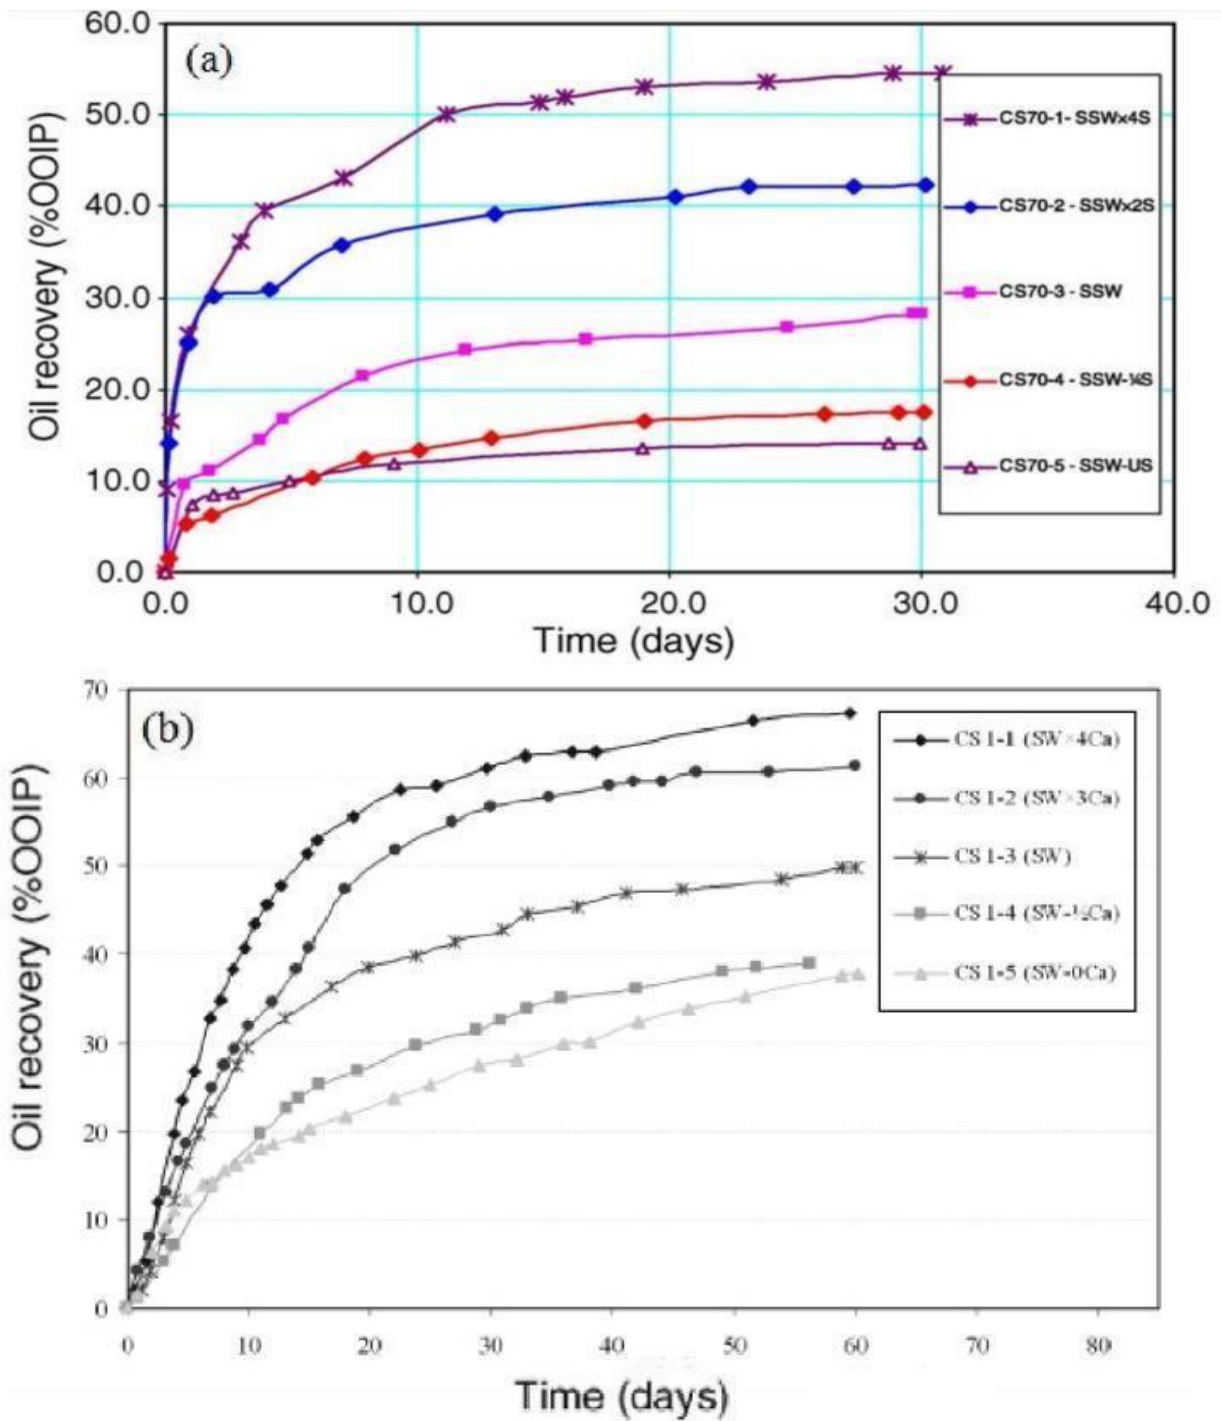 (a)
Oil recovery (%OOIP)
60.0
50.0
40.0
30.0
20.0
10.0
0.0
0.0 10.0 20.0 30.0 40.0
Time (days)
CS70-1- SSWx4S
CS70-2 - SSWx2S
CS70-3 - SSW
CS70-4 - SSW-¼S
CS70-5 - SSW-US
(b)
Oil recovery (%OOIP)
70
60
50
40
30
20
10
0
0 10 20 30 40 50 60 70 80
Time (days)
CS 1-1 (SW×4Ca)
CS 1-2 (SW×3Ca)
CS 1-3 (SW)
CS 1-4 (SW-½Ca)
CS 1-5 (SW-0Ca)